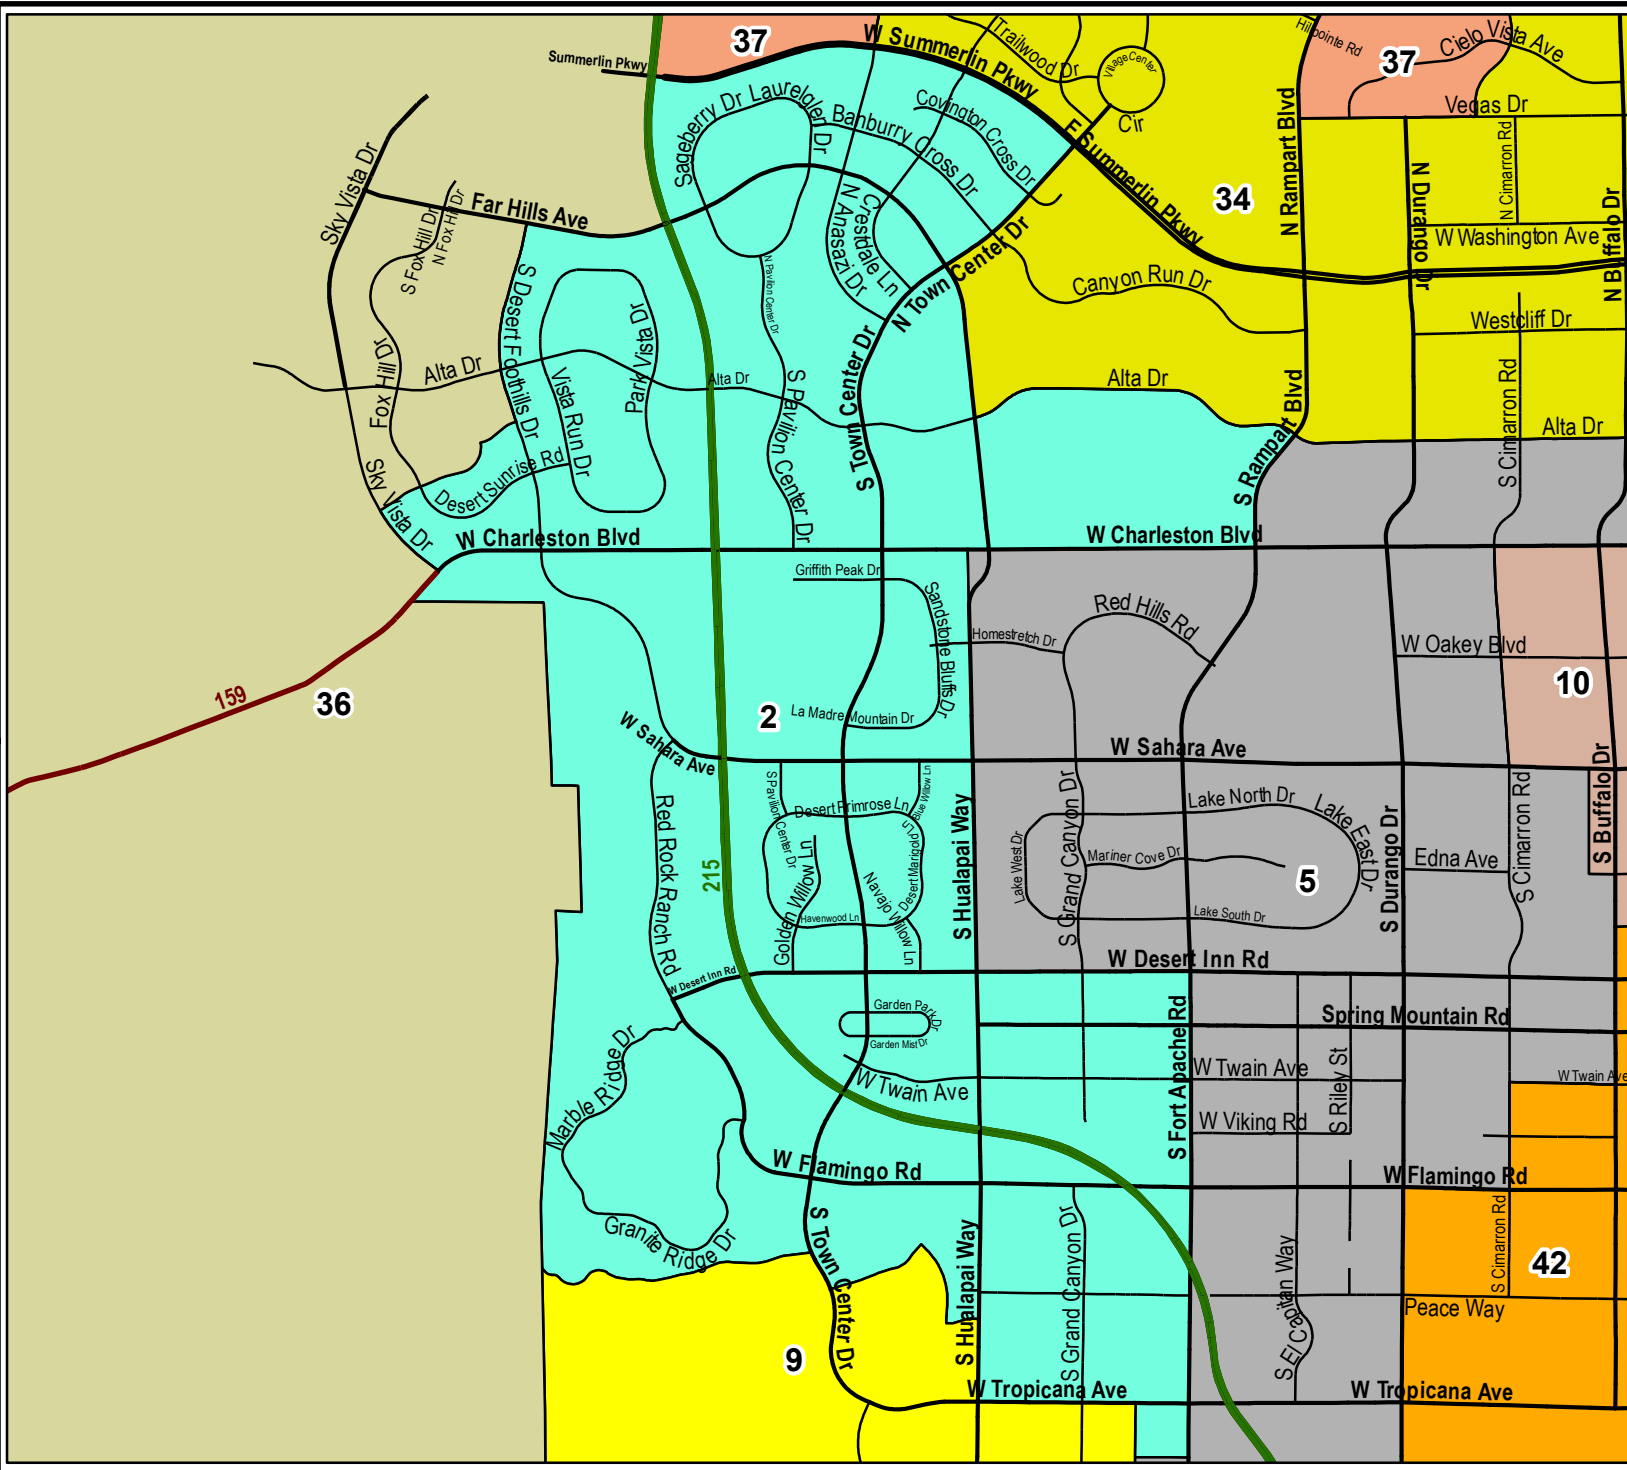 37
W Summerlin Pkwy
Trailwood Dr
Village Center
Cir
Hillpointe Rd
37
Cielo Vista Ave
Vegas Dr
Summerlin Pkwy
Sageberry Dr
Laurelglen Dr
Banbury Cross Dr
Covington Cross Dr
E Summerlin Pkwy
N Rampart Blvd
N Durango Dr
N Cimarron Rd
N Buffalo Dr
W Washington Ave
34
Sky Vista Dr
Far Hills Ave
S Fox Hill Dr
N Fox Hill Dr
N Anasazi Dr
Crestdale Ln
N Town Center Dr
Canyon Run Dr
Westcliff Dr
S Desert Foothills Dr
Park Vista Dr
N Pavilion Center Dr
Fox Hill Dr
Alta Dr
Vista Run Dr
Alta Dr
S Pavilion Center Dr
S Town Center Dr
Alta Dr
S Rampart Blvd
S Cimarron Rd
Alta Dr
Desert Sunrise Rd
Sky Vista Dr
W Charleston Blvd
W Charleston Blvd
Griffith Peak Dr
Sandstone Bluffs Dr
Homestretch Dr
Red Hills Rd
W Oakey Blvd
10
159
36
2
La Madre Mountain Dr
W Sahara Ave
W Sahara Ave
S Buffalo Dr
S Pavilion Center Dr
Desert Primrose Ln
Blue Willow Ln
Red Rock Ranch Rd
215
Golden Willow Ln
Navajo Willow Ln
Desert Marigold Ln
Havenwood Ln
S Hualapai Way
Lake West Dr
S Grand Canyon Dr
Lake North Dr
Lake East Dr
Mariner Cove Dr
Lake South Dr
5
S Durango Dr
Edna Ave
S Cimarron Rd
W Desert Inn Rd
W Desert Inn Rd
Garden Park Dr
Garden Mist Dr
Spring Mountain Rd
S Fort Apache Rd
W Twain Ave
W Twain Ave
W Twain Ave
S Riley St
W Viking Rd
Marble Ridge Dr
W Flamingo Rd
W Flamingo Rd
Granite Ridge Dr
S Town Center Dr
S Hualapai Way
S Grand Canyon Dr
S El Capitan Way
S Cimarron Rd
42
Peace Way
9
W Tropicana Ave
W Tropicana Ave